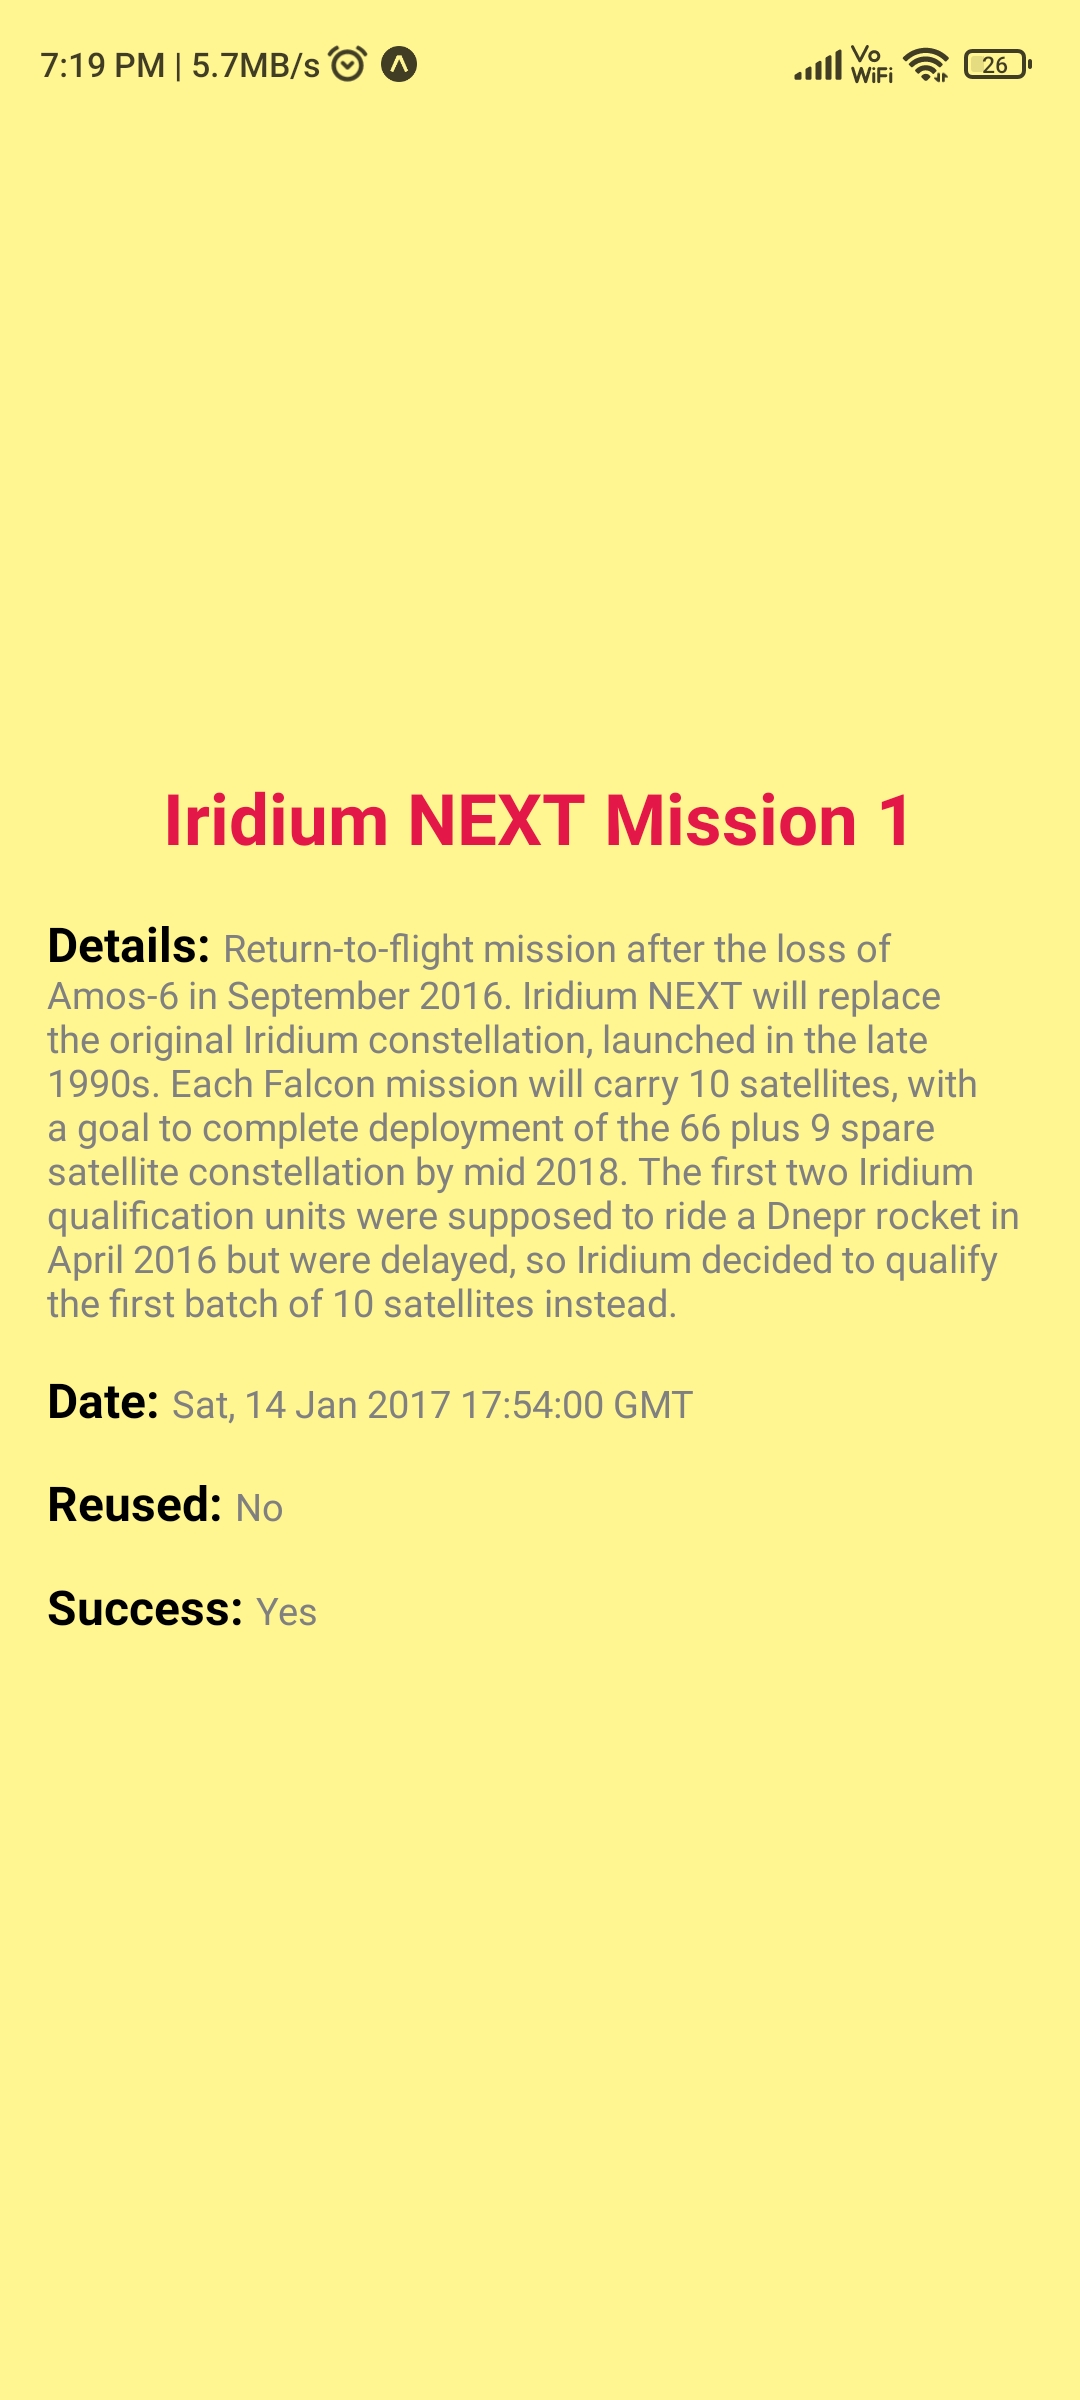 7:19 PM | 5.7MB/s
Vo
WiFi
26
Iridium NEXT Mission 1
Details: Return-to-flight mission after the loss of
Amos-6 in September 2016. Iridium NEXT will replace
the original Iridium constellation, launched in the late
1990s. Each Falcon mission will carry 10 satellites, with
a goal to complete deployment of the 66 plus 9 spare
satellite constellation by mid 2018. The first two Iridium
qualification units were supposed to ride a Dnepr rocket in
April 2016 but were delayed, so Iridium decided to qualify
the first batch of 10 satellites instead.
Date: Sat, 14 Jan 2017 17:54:00 GMT
Reused: No
Success: Yes